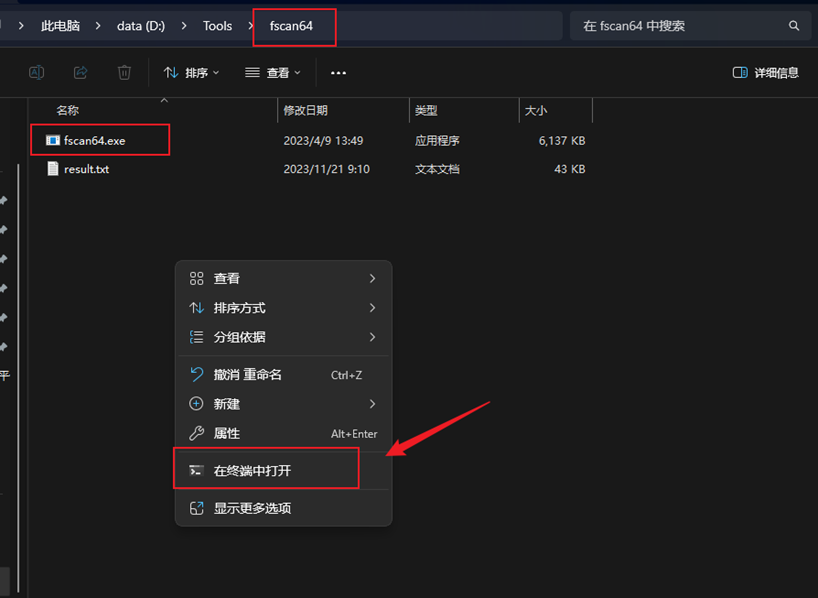 此电脑 > data (D:) > Tools > fscan64
在 fscan64 中搜索
排序 查看 ... 详细信息
名称 修改日期 类型 大小
fscan64.exe 2023/4/9 13:49 应用程序 6,137 KB
result.txt 2023/11/21 9:10 文本文档 43 KB
查看
排序方式
分组依据
撤消 重命名 Ctrl+Z
新建
属性 Alt+Enter
在终端中打开
显示更多选项
平